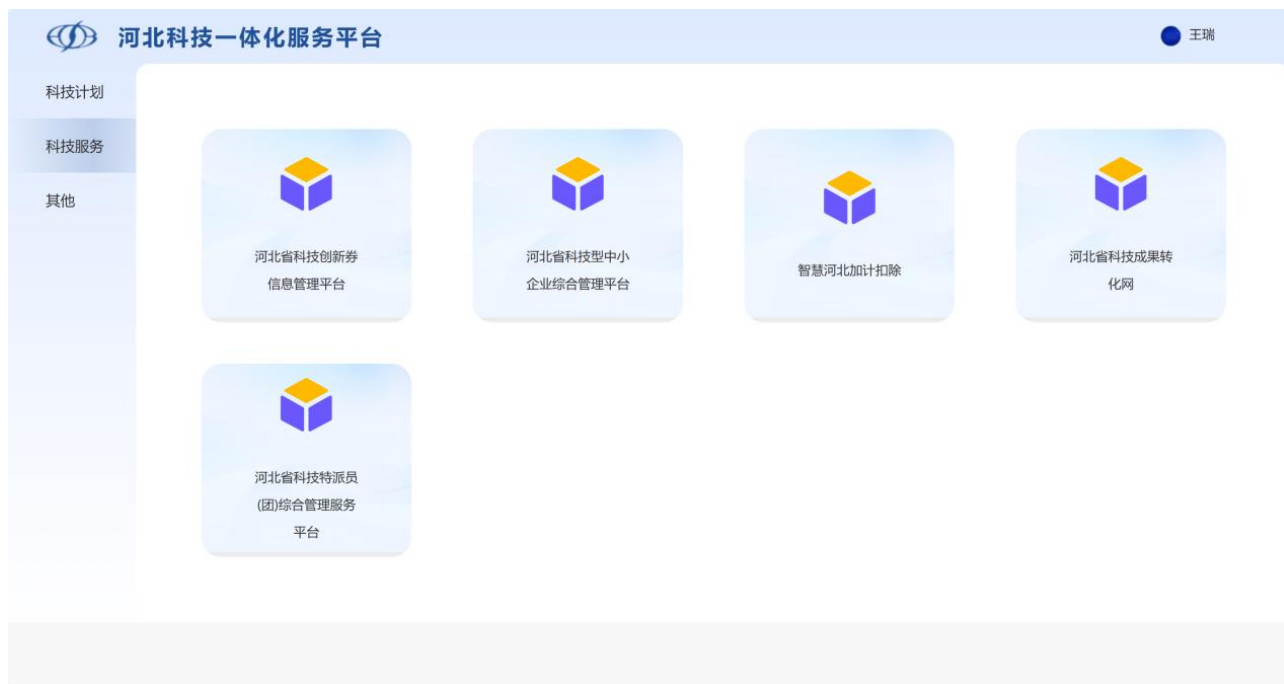 河北科技一体化服务平台
王瑞
科技计划
科技服务
其他
河北省科技创新券
信息管理平台
河北省科技型中小
企业综合管理平台
智慧河北加计扣除
河北省科技成果转
化网
河北省科技特派员
(团)综合管理服务
平台